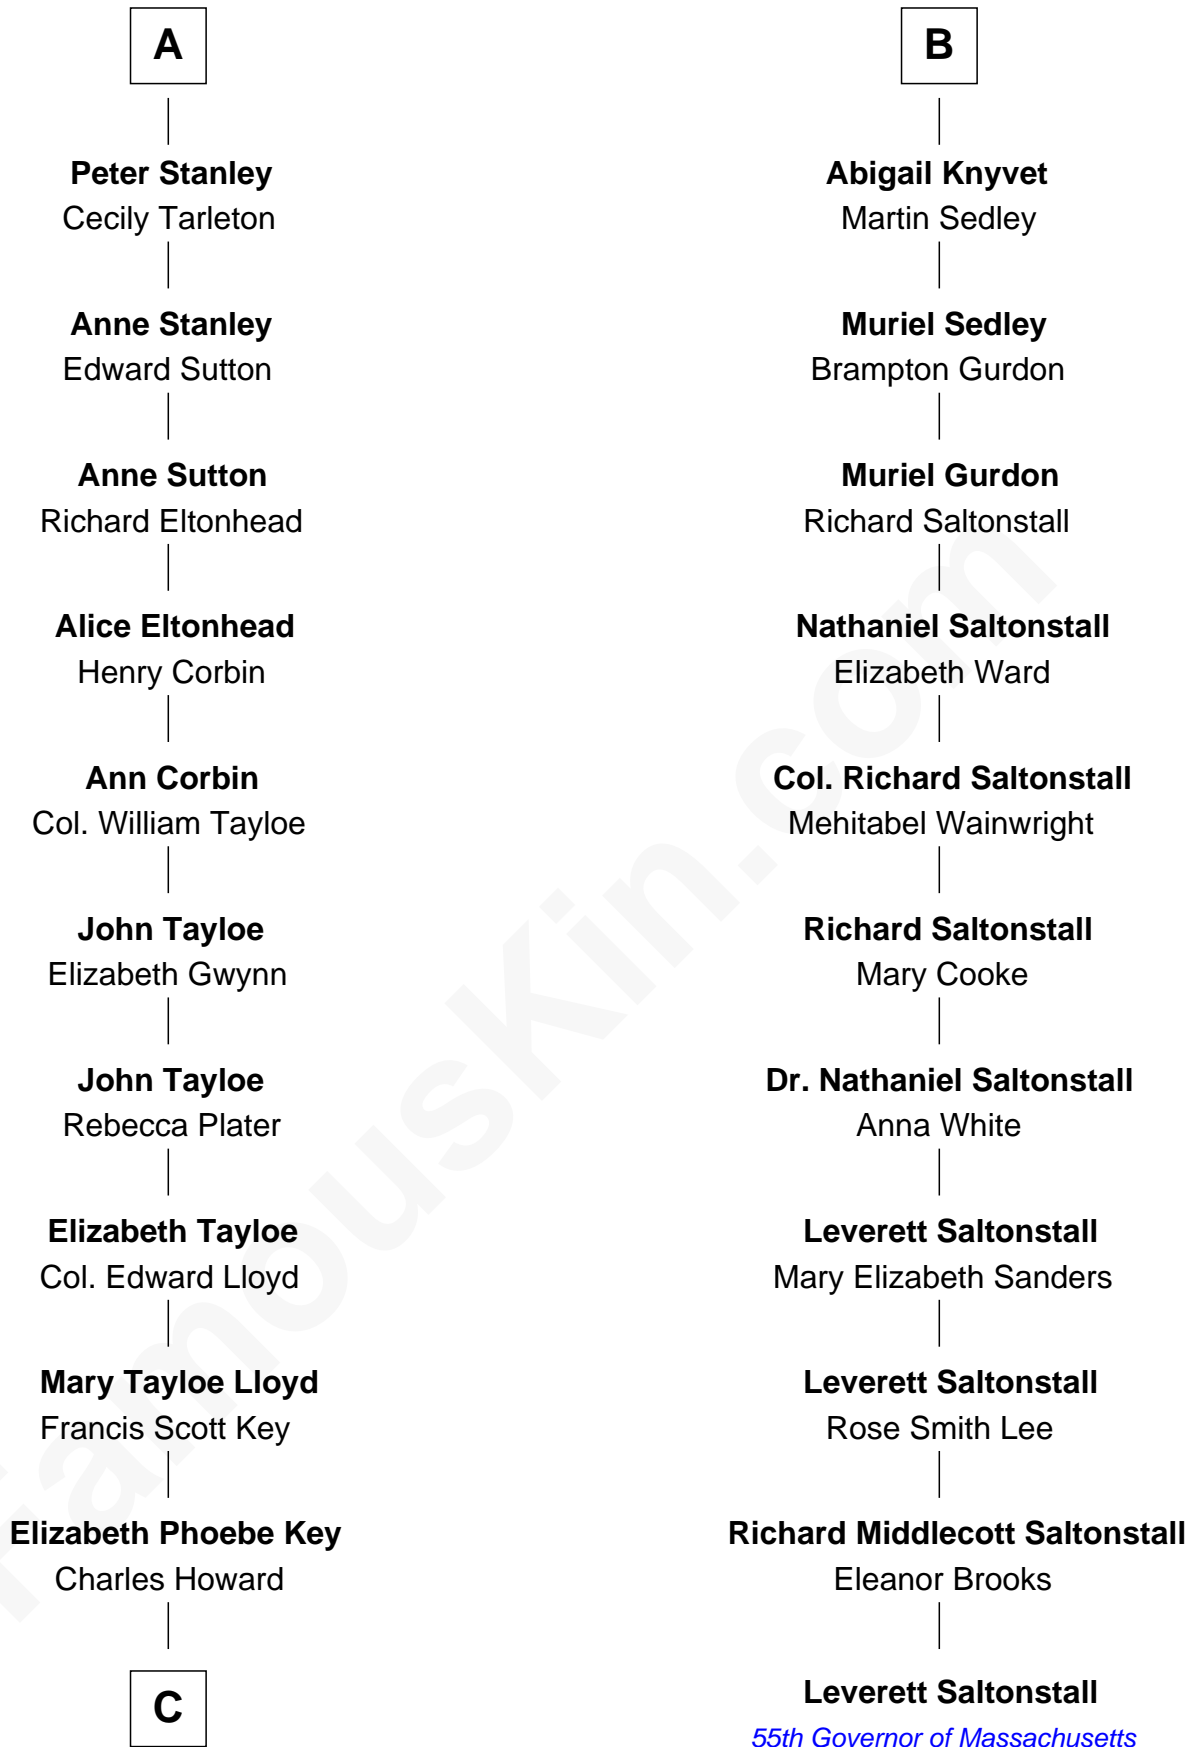 A
Peter Stanley
Cecily Tarleton
Anne Stanley
Edward Sutton
Anne Sutton
Richard Eltonhead
Alice Eltonhead
Henry Corbin
Ann Corbin
Col. William Tayloe
John Tayloe
Elizabeth Gwynn
John Tayloe
Rebecca Plater
Elizabeth Tayloe
Col. Edward Lloyd
Mary Tayloe Lloyd
Francis Scott Key
Elizabeth Phoebe Key
Charles Howard
C
B
Abigail Knyvet
Martin Sedley
Muriel Sedley
Brampton Gurdon
Muriel Gurdon
Richard Saltonstall
Nathaniel Saltonstall
Elizabeth Ward
Col. Richard Saltonstall
Mehitabel Wainwright
Richard Saltonstall
Mary Cooke
Dr. Nathaniel Saltonstall
Anna White
Leverett Saltonstall
Mary Elizabeth Sanders
Leverett Saltonstall
Rose Smith Lee
Richard Middlecott Saltonstall
Eleanor Brooks
Leverett Saltonstall
55th Governor of Massachusetts
FamousKin.com